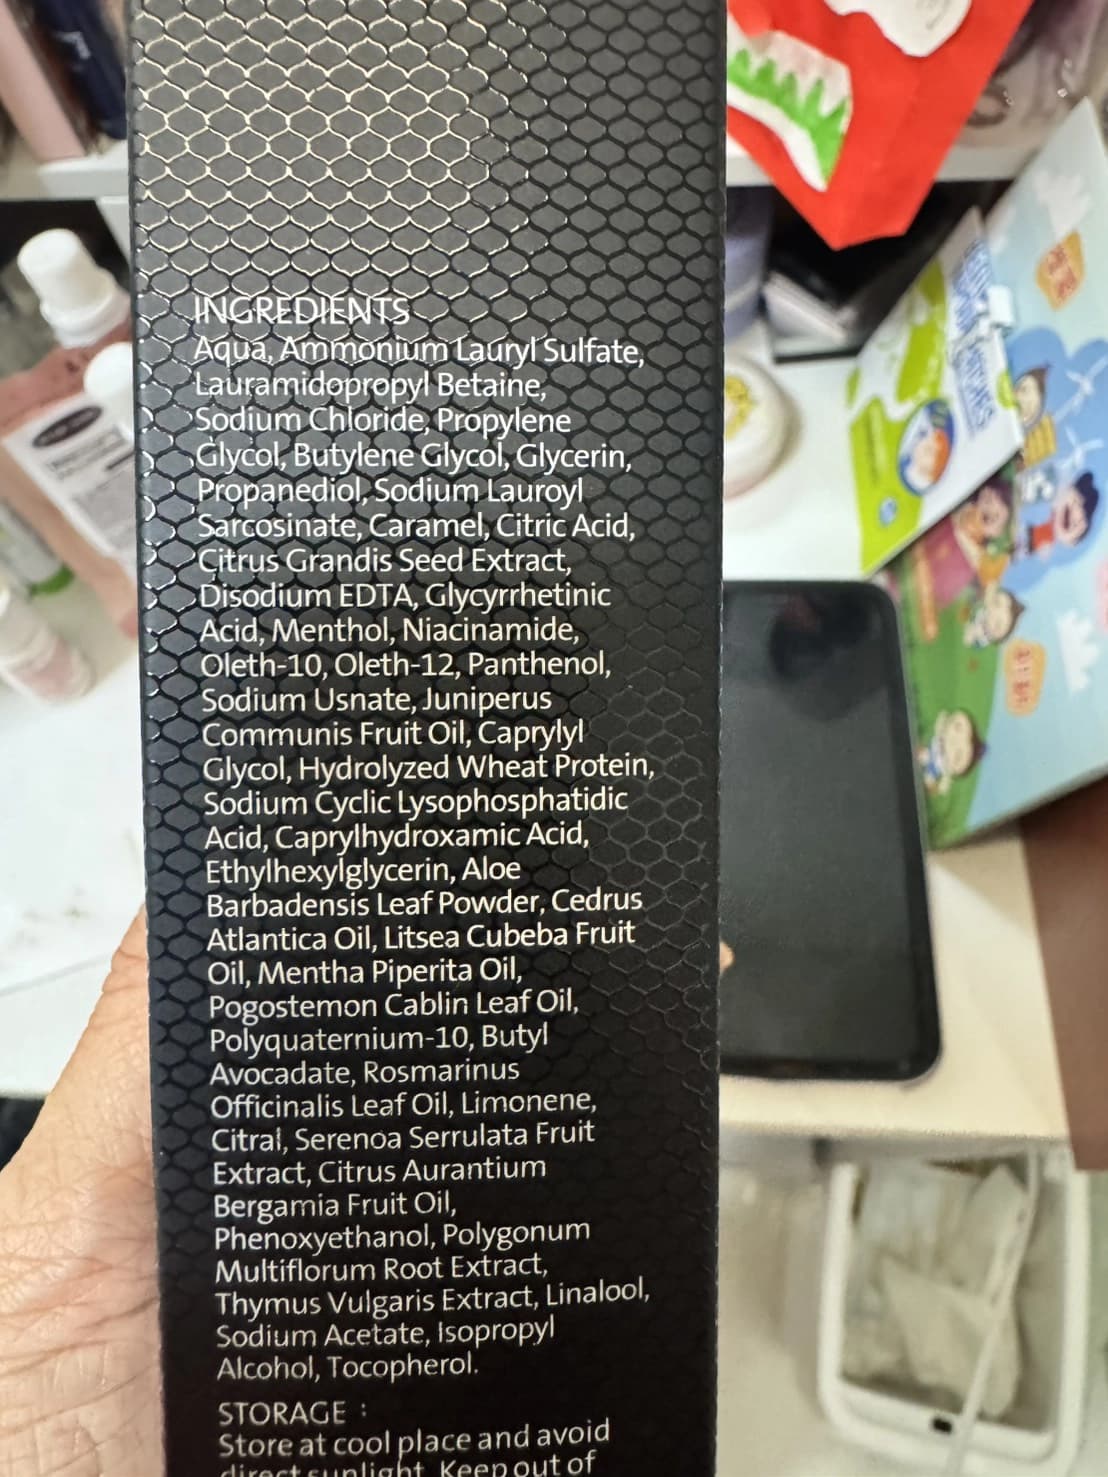 INGREDIENTS
Aqua, Ammonium Lauryl Sulfate,
Lauramidopropyl Betaine,
Sodium Chloride, Propylene
Glycol, Butylene Glycol, Glycerin,
Propanediol, Sodium Lauroyl
Sarcosinate, Caramel, Citric Acid,
Citrus Grandis Seed Extract,
Disodium EDTA, Glycyrrhetinic
Acid, Menthol, Niacinamide,
Oleth-10, Oleth-12, Panthenol,
Sodium Usnate, Juniperus
Communis Fruit Oil, Caprylyl
Glycol, Hydrolyzed Wheat Protein,
Sodium Cyclic Lysophosphatidic
Acid, Caprylhydroxamic Acid,
Ethylhexylglycerin, Aloe
Barbadensis Leaf Powder, Cedrus
Atlantica Oil, Litsea Cubeba Fruit
Oil, Mentha Piperita Oil,
Pogostemon Cablin Leaf Oil,
Polyquaternium-10, Butyl
Avocadate, Rosmarinus
Officinalis Leaf Oil, Limonene,
Citral, Serenoa Serrulata Fruit
Extract, Citrus Aurantium
Bergamia Fruit Oil,
Phenoxyethanol, Polygonum
Multiflorum Root Extract,
Thymus Vulgaris Extract, Linalool,
Sodium Acetate, Isopropyl
Alcohol, Tocopherol.
STORAGE :
Store at cool place and avoid
direct sunlight. Keep out of